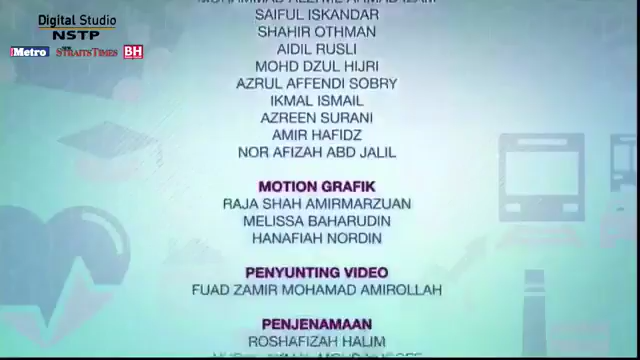 Digital Studio
NSTP
Metro NEW STRAITS TIMES BH
SAIFUL ISKANDAR
SHAHIR OTHMAN
AIDIL RUSLI
MOHD DZUL HIJRI
AZRUL AFFENDI SOBRY
IKMAL ISMAIL
AZREEN SURANI
AMIR HAFIDZ
NOR AFIZAH ABD JALIL
MOTION GRAFIK
RAJA SHAH AMIRMARZUAN
MELISSA BAHARUDIN
HANAFIAH NORDIN
PENYUNTING VIDEO
FUAD ZAMIR MOHAMAD AMIROLLAH
PENJENAMAAN
ROSHAFIZAH HALIM